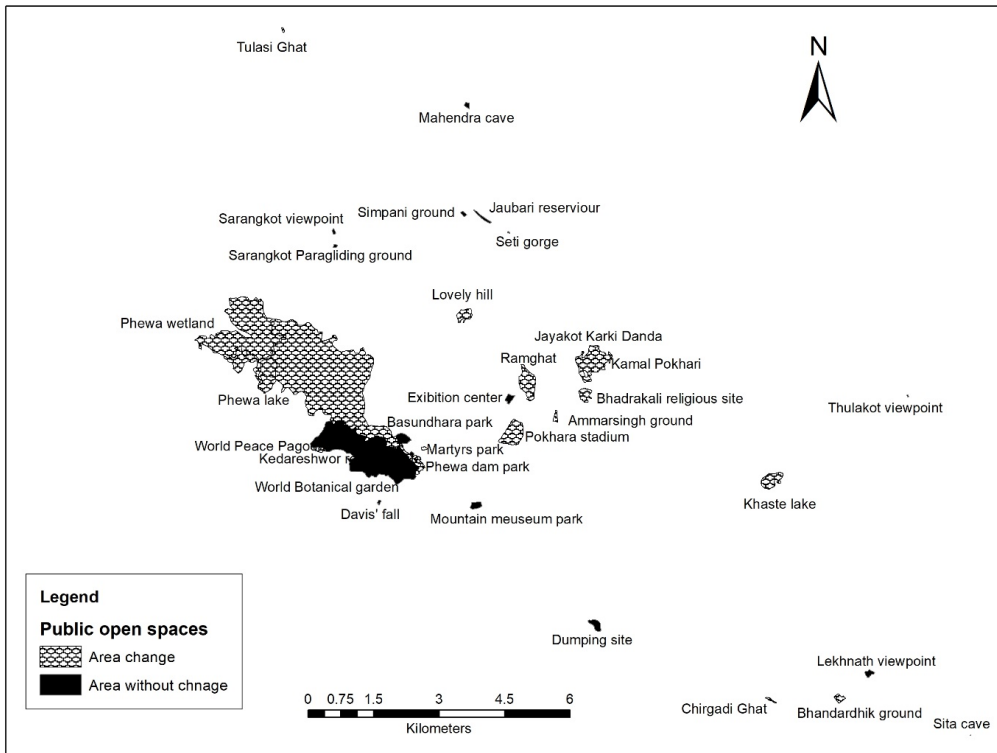 Tulasi Ghat
N
Mahendra cave
Simpani ground
Jaubari reserviour
Sarangkot viewpoint
Seti gorge
Sarangkot Paragliding ground
Lovely hill
Phewa wetland
Jayakot Karki Danda
Ramghat
Kamal Pokhari
Phewa lake
Exibition center
Bhadrakali religious site
Thulakot viewpoint
Basundhara park
Ammarsingh ground
Pokhara stadium
World Peace Pago
Martyrs park
Kedareshwor
Phewa dam park
World Botanical garden
Khaste lake
Davis' fall
Mountain meuseum park
Legend
Public open spaces
Area change
Area without chnage
Dumping site
Lekhnath viewpoint
0 0.75 1.5 3 4.5 6
Kilometers
Chirgadi Ghat
Bhandardhik ground
Sita cave